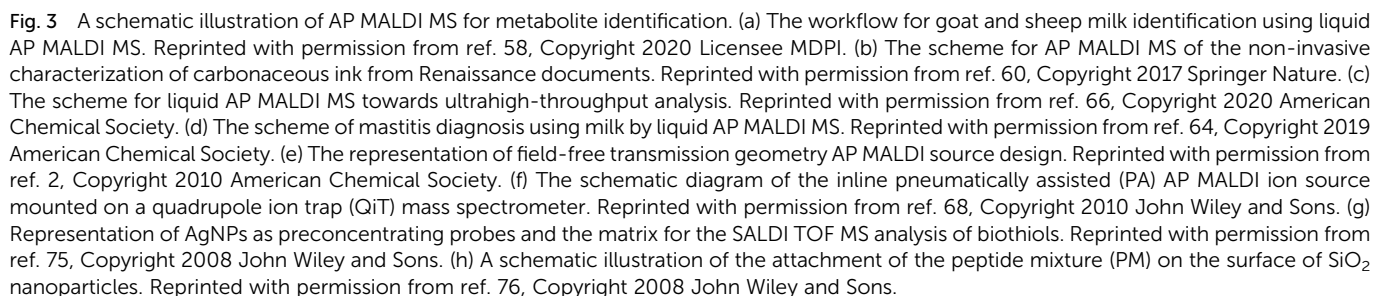 Fig. 3 A schematic illustration of AP MALDI MS for metabolite identification. (a) The workflow for goat and sheep milk identification using liquid
AP MALDI MS. Reprinted with permission from ref. 58, Copyright 2020 Licensee MDPI. (b) The scheme for AP MALDI MS of the non-invasive
characterization of carbonaceous ink from Renaissance documents. Reprinted with permission from ref. 60, Copyright 2017 Springer Nature. (c)
The scheme for liquid AP MALDI MS towards ultrahigh-throughput analysis. Reprinted with permission from ref. 66, Copyright 2020 American
Chemical Society. (d) The scheme of mastitis diagnosis using milk by liquid AP MALDI MS. Reprinted with permission from ref. 64, Copyright 2019
American Chemical Society. (e) The representation of field-free transmission geometry AP MALDI source design. Reprinted with permission from
ref. 2, Copyright 2010 American Chemical Society. (f) The schematic diagram of the inline pneumatically assisted (PA) AP MALDI ion source
mounted on a quadrupole ion trap (QiT) mass spectrometer. Reprinted with permission from ref. 68, Copyright 2010 John Wiley and Sons. (g)
Representation of AgNPs as preconcentrating probes and the matrix for the SALDI TOF MS analysis of biothiols. Reprinted with permission from
ref. 75, Copyright 2008 John Wiley and Sons. (h) A schematic illustration of the attachment of the peptide mixture (PM) on the surface of SiO₂
nanoparticles. Reprinted with permission from ref. 76, Copyright 2008 John Wiley and Sons.